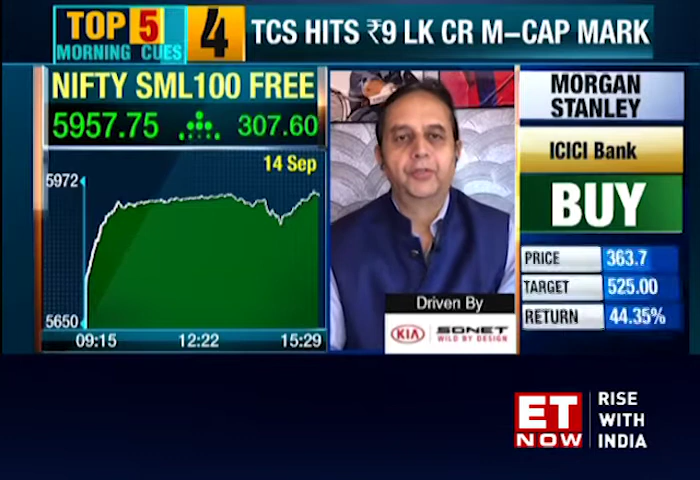 TOP 5
MORNING CUES
4
TCS HITS ₹9 LK CR M-CAP MARK
NIFTY SML100 FREE
5957.75
307.60
14 Sep
5972
5650
09:15
12:22
15:29
Driven By
KIA
SONET
WILD BY DESIGN
MORGAN
STANLEY
ICICI Bank
BUY
PRICE 363.7
TARGET 525.00
RETURN 44.35%
ET
NOW
RISE
WITH
INDIA